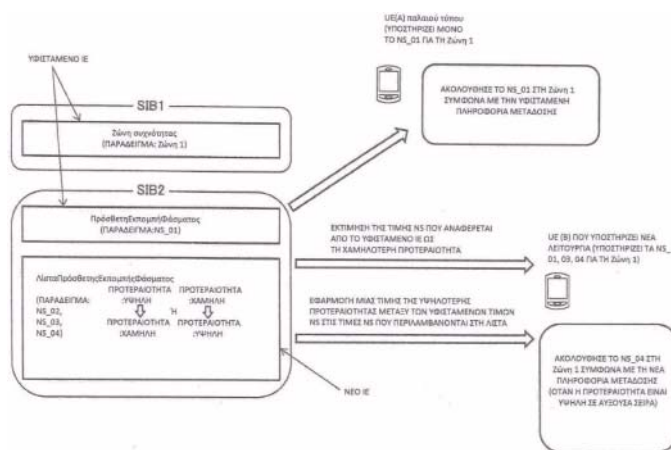 UE(A) παλαιού τύπου
(ΥΠΟΣΤΗΡΙΖΕΙ ΜΟΝΟ
ΤΟ NS_01 ΓΙΑ ΤΗ Ζώνη 1
ΥΦΙΣΤΑΜΕΝΟ ΙΕ
ΑΚΟΛΟΥΘΗΣΕ ΤΟ NS_01 ΣΤΗ Ζώνη 1
ΣΥΜΦΩΝΑ ΜΕ ΤΗΝ ΥΦΙΣΤΑΜΕΝΗ
ΠΛΗΡΟΦΟΡΙΑ ΜΕΤΑΔΟΣΗΣ
SIB1
Ζώνη συχνότητας
(ΠΑΡΑΔΕΙΓΜΑ: Ζώνη 1)
SIB2
ΠρόσθετηΕκπομπήΦάσματος
(ΠΑΡΑΔΕΙΓΜΑ:NS_01)
ΕΚΤΙΜΗΣΗ ΤΗΣ ΤΙΜΗΣ NS ΠΟΥ ΑΝΑΦΕΡΕΤΑΙ
ΑΠΟ ΤΟ ΥΦΙΣΤΑΜΕΝΟ ΙΕ ΩΣ
ΤΗ ΧΑΜΗΛΟΤΕΡΗ ΠΡΟΤΕΡΑΙΟΤΗΤΑ
UE (B) ΠΟΥ ΥΠΟΣΤΗΡΙΖΕΙ ΝΕΑ
ΛΕΙΤΟΥΡΓΙΑ (ΥΠΟΣΤΗΡΙΖΕΙ ΤΑ NS_
01, 03, 04 ΓΙΑ ΤΗ Ζώνη 1)
ΛίσταΠρόσθετηςΕκπομπήςΦάσματος
(ΠΑΡΑΔΕΙΓΜΑ:
NS_02,
NS_03,
NS_04)
ΠΡΟΤΕΡΑΙΟΤΗΤΑ
:ΥΨΗΛΗ
ΠΡΟΤΕΡΑΙΟΤΗΤΑ
:ΧΑΜΗΛΗ
Ή
ΠΡΟΤΕΡΑΙΟΤΗΤΑ
:ΧΑΜΗΛΗ
ΠΡΟΤΕΡΑΙΟΤΗΤΑ
:ΥΨΗΛΗ
ΕΦΑΡΜΟΓΗ ΜΙΑΣ ΤΙΜΗΣ ΤΗΣ ΥΨΗΛΟΤΕΡΗΣ
ΠΡΟΤΕΡΑΙΟΤΗΤΑΣ ΜΕΤΑΞΥ ΤΩΝ ΥΦΙΣΤΑΜΕΝΩΝ ΤΙΜΩΝ
NS ΣΤΙΣ ΤΙΜΕΣ NS ΠΟΥ ΠΕΡΙΛΑΜΒΑΝΟΝΤΑΙ ΣΤΗ ΛΙΣΤΑ
ΝΕΟ ΙΕ
ΑΚΟΛΟΥΘΗΣΕ ΤΟ NS_04 ΣΤΗ
Ζώνη 1 ΣΥΜΦΩΝΑ ΜΕ ΤΗ ΝΕΑ
ΠΛΗΡΟΦΟΡΙΑ ΜΕΤΑΔΟΣΗΣ
(ΟΤΑΝ Η ΠΡΟΤΕΡΑΙΟΤΗΤΑ ΕΙΝΑΙ
ΥΨΗΛΗ ΣΕ ΑΥΞΟΥΣΑ ΣΕΙΡΑ)